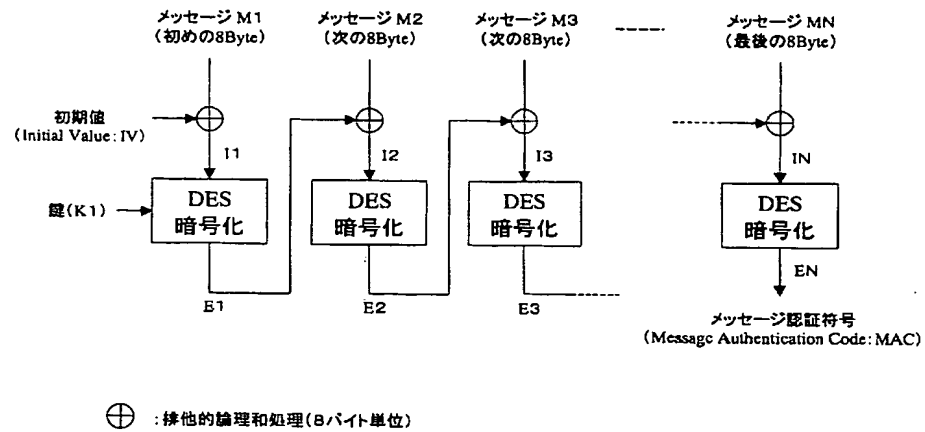 メッセージ M1
(初めの8Byte)
メッセージ M2
(次の8Byte)
メッセージ M3
(次の8Byte)
メッセージ MN
(最後の8Byte)
初期値
(Initial Value: IV)
I1
I2
I3
IN
鍵(K1)
DES
暗号化
DES
暗号化
DES
暗号化
DES
暗号化
E1
E2
E3
EN
メッセージ認証符号
(Message Authentication Code: MAC)
:排他的論理和処理(8バイト単位)